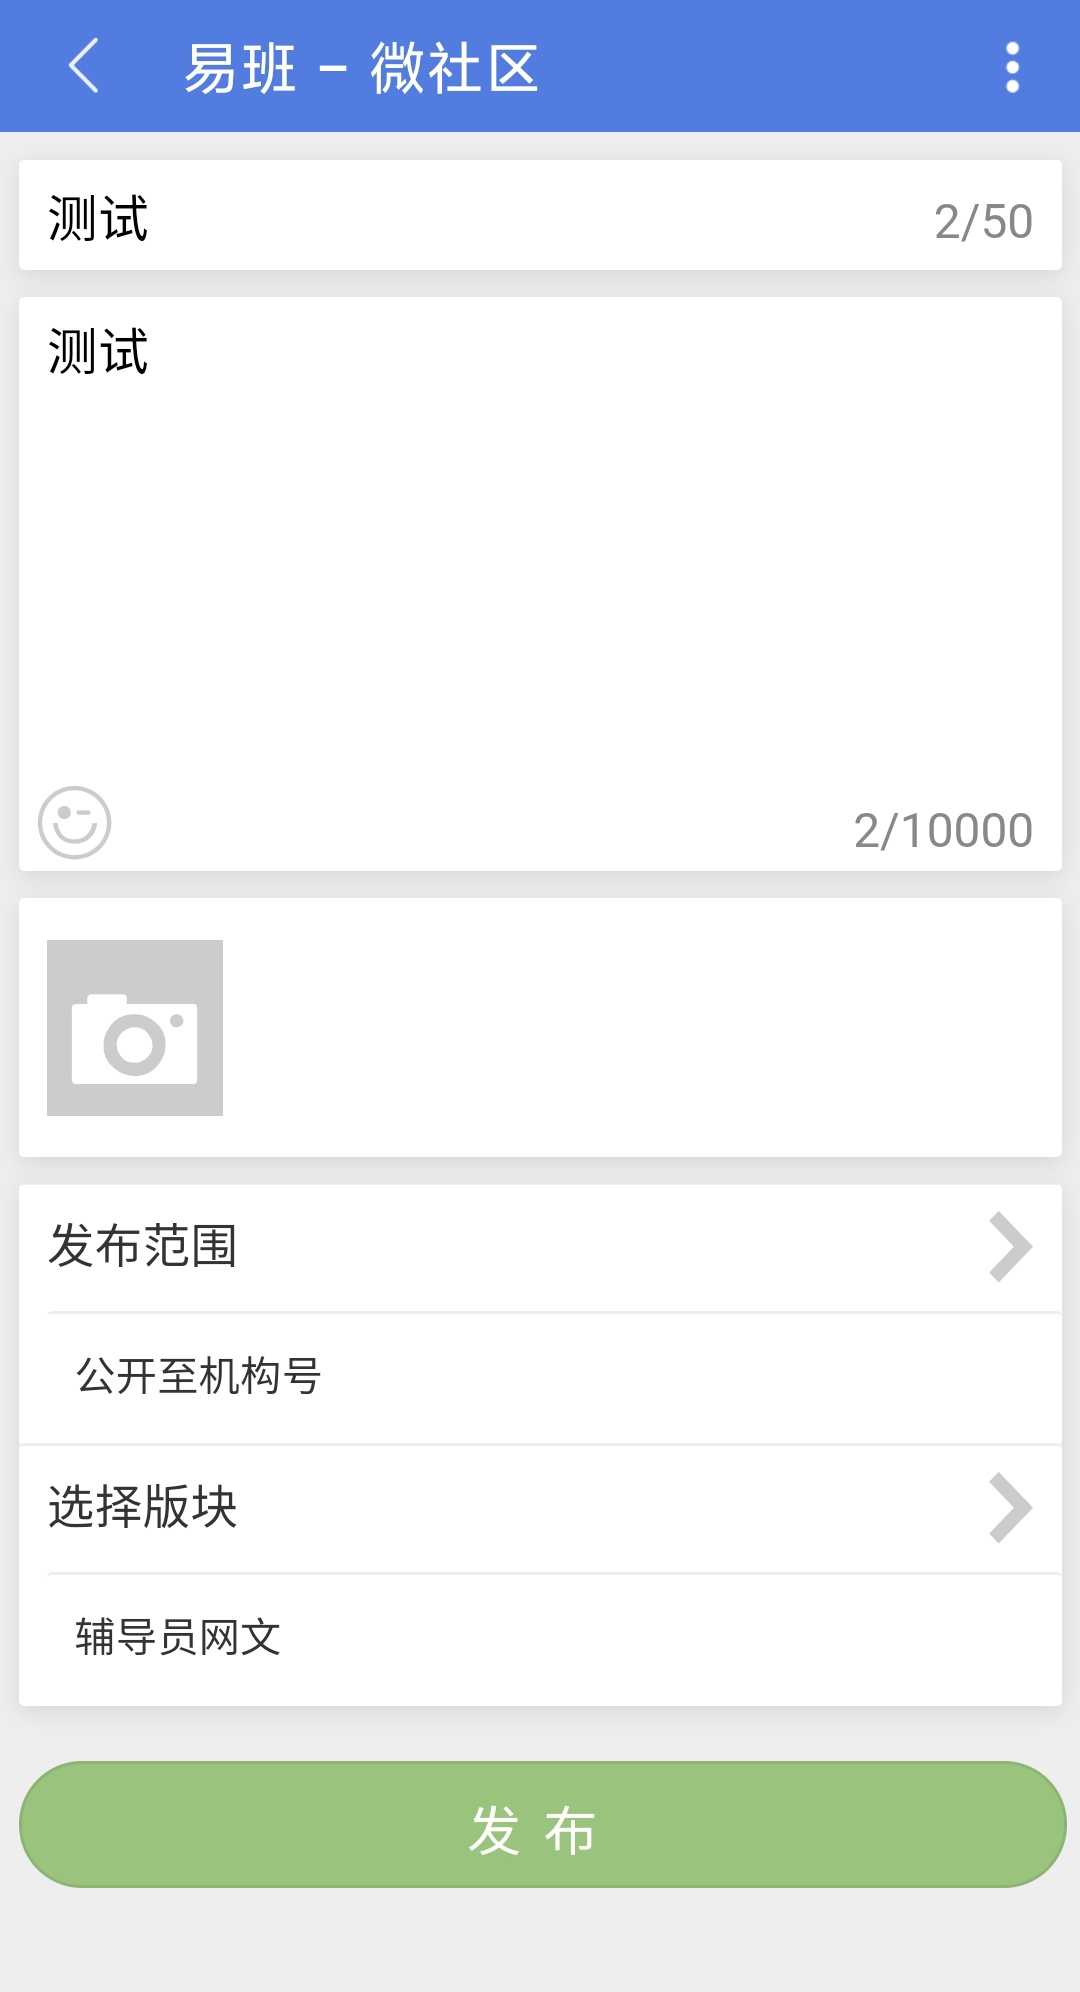 易班 – 微社区
测试
2/50
测试
2/10000
发布范围
公开至机构号
选择版块
辅导员网文
发 布